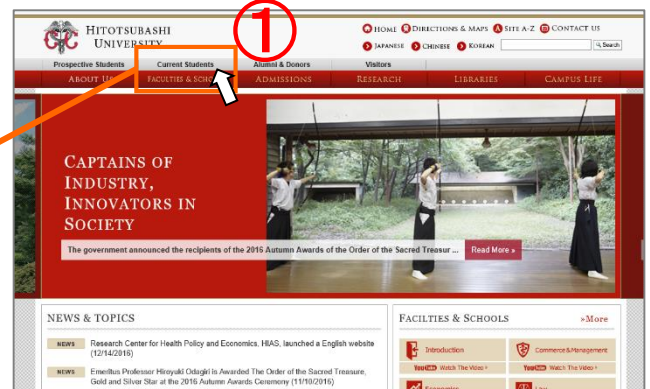 ①
HITOTSUBASHI
UNIVERSITY
HOME DIRECTIONS & MAPS SITE A-Z CONTACT US
JAPANESE CHINESE KOREAN Search
Prospective Students Current Students Alumni & Donors Visitors
ABOUT US FACULTIES & SCHO ADMISSIONS RESEARCH LIBRARIES CAMPUS LIFE
CAPTAINS OF
INDUSTRY,
INNOVATORS IN
SOCIETY
The government announced the recipients of the 2016 Autumn Awards of the Order of the Sacred Treasur ... Read More »
NEWS & TOPICS
NEWS Research Center for Health Policy and Economics, HIAS, launched a English website
(12/14/2016)
NEWS Emeritus Professer Hiroyuki Odagiri is Awarded The Order of the Sacred Treasure,
Gold and Silver Star at the 2016 Autumn Awards Ceremony (11/10/2016)
FACILTIES & SCHOOLS »More
Introduction Commerce&Management
YouTube Watch The Video YouTube Watch The Video
Economics Law